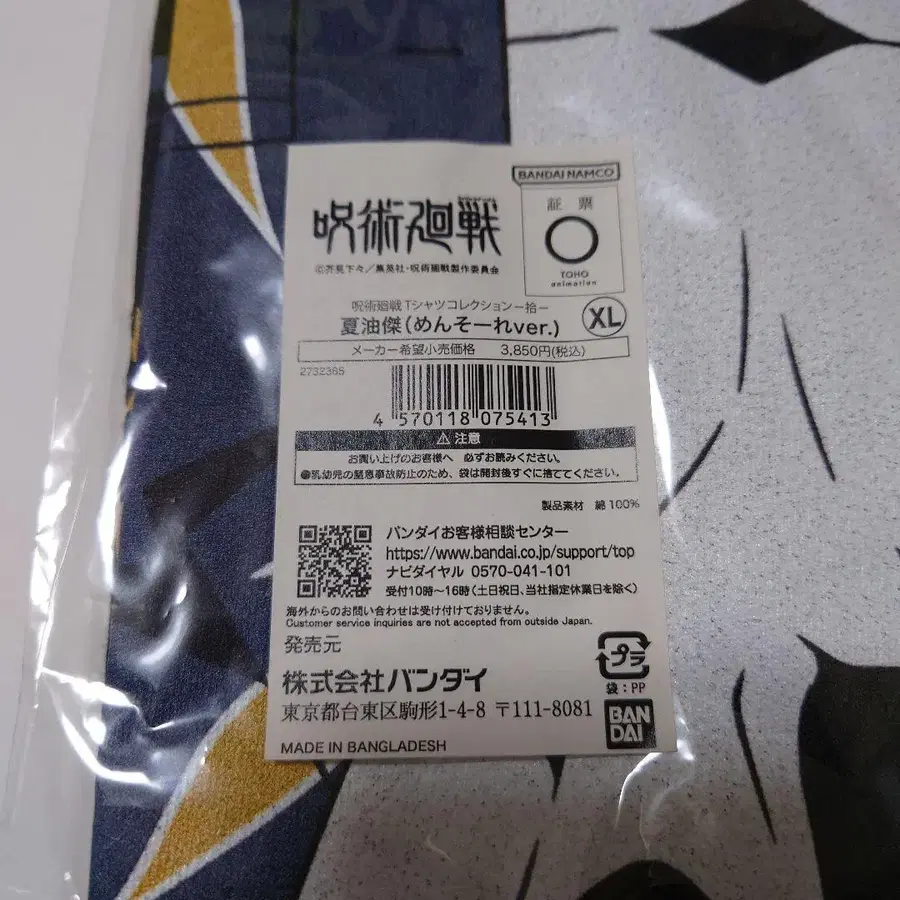 BANDAI NAMCO
呪術廻戦
証票
TOHO
animation
©芥見下々／集英社・呪術廻戦製作委員会
呪術廻戦 Tシャツコレクション－拾－
夏油傑(めんそーれver.)
XL
メーカー希望小売価格 3,850円(税込)
2732365
4 570118 075413
⚠ 注意
お買い上げのお客様へ 必ずお読みください。
●乳幼児の窒息事故防止のため、袋は開封後すぐに捨ててください。
製品素材 綿100%
バンダイお客様相談センター
https://www.bandai.co.jp/support/top
ナビダイヤル 0570-041-101
受付10時～16時(土日祝日、当社指定休業日を除く)
海外からのお問い合わせは受け付けておりません。
Customer service inquiries are not accepted from outside Japan.
発売元
株式会社バンダイ
東京都台東区駒形1-4-8 〒111-8081
プラ
袋：PP
BAN
DAI
MADE IN BANGLADESH